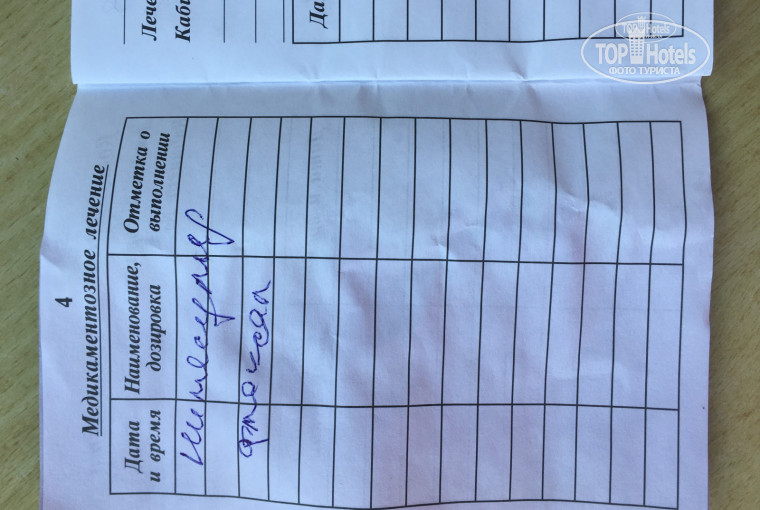 Лече
Каби
Да
4
Медикаментозное лечение
Дата и время
Наименование, дозировка
Отметка о выполнении
TOP Hotels
ФОТО ТУРИСТА